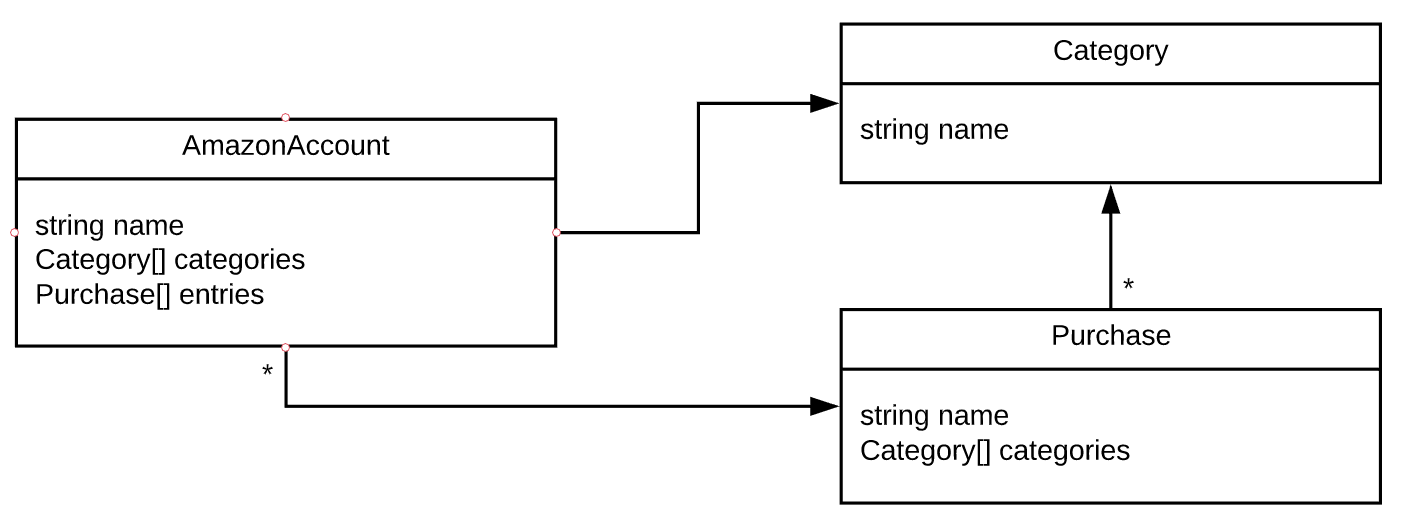 AmazonAccount
string name
Category[] categories
Purchase[] entries
*
Category
string name
*
Purchase
string name
Category[] categories